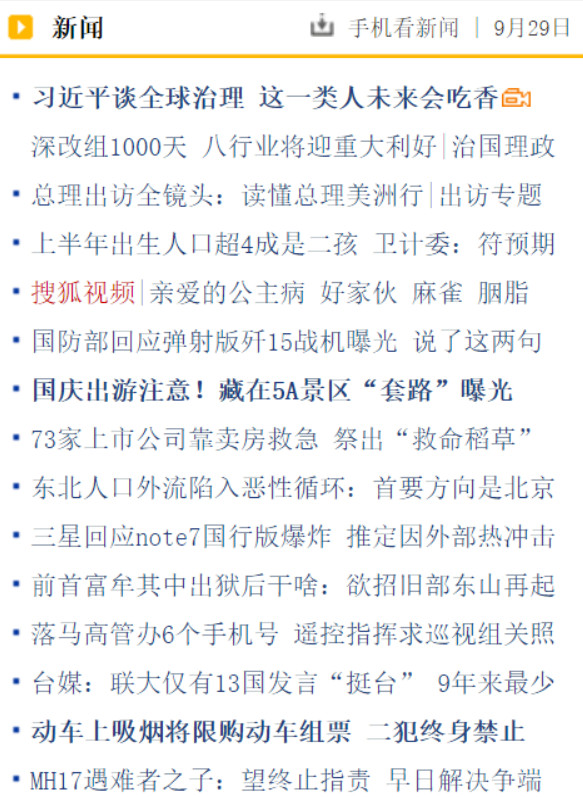 新闻 手机看新闻 | 9月29日
习近平谈全球治理 这一类人未来会吃香
深改组1000天 八行业将迎重大利好|治国理政
总理出访全镜头：读懂总理美洲行|出访专题
上半年出生人口超4成是二孩 卫计委：符预期
搜狐视频|亲爱的公主病 好家伙 麻雀 胭脂
国防部回应弹射版歼15战机曝光 说了这两句
国庆出游注意！藏在5A景区“套路”曝光
73家上市公司靠卖房救急 祭出“救命稻草”
东北人口外流陷入恶性循环：首要方向是北京
三星回应note7国行版爆炸 推定因外部热冲击
前首富牟其中出狱后干啥：欲招旧部东山再起
落马高管办6个手机号 遥控指挥求巡视组关照
台媒：联大仅有13国发言“挺台” 9年来最少
动车上吸烟将限购动车组票 二犯终身禁止
MH17遇难者之子：望终止指责 早日解决争端